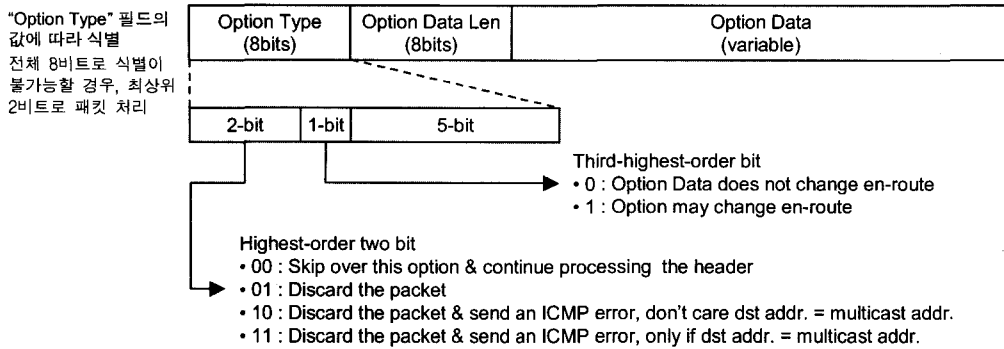 “Option Type” 필드의
값에 따라 식별
전체 8비트로 식별이
불가능할 경우, 최상위
2비트로 패킷 처리
Option Type
(8bits)
Option Data Len
(8bits)
Option Data
(variable)
2-bit
1-bit
5-bit
Third-highest-order bit
• 0 : Option Data does not change en-route
• 1 : Option may change en-route
Highest-order two bit
• 00 : Skip over this option & continue processing the header
• 01 : Discard the packet
• 10 : Discard the packet & send an ICMP error, don't care dst addr. = multicast addr.
• 11 : Discard the packet & send an ICMP error, only if dst addr. = multicast addr.